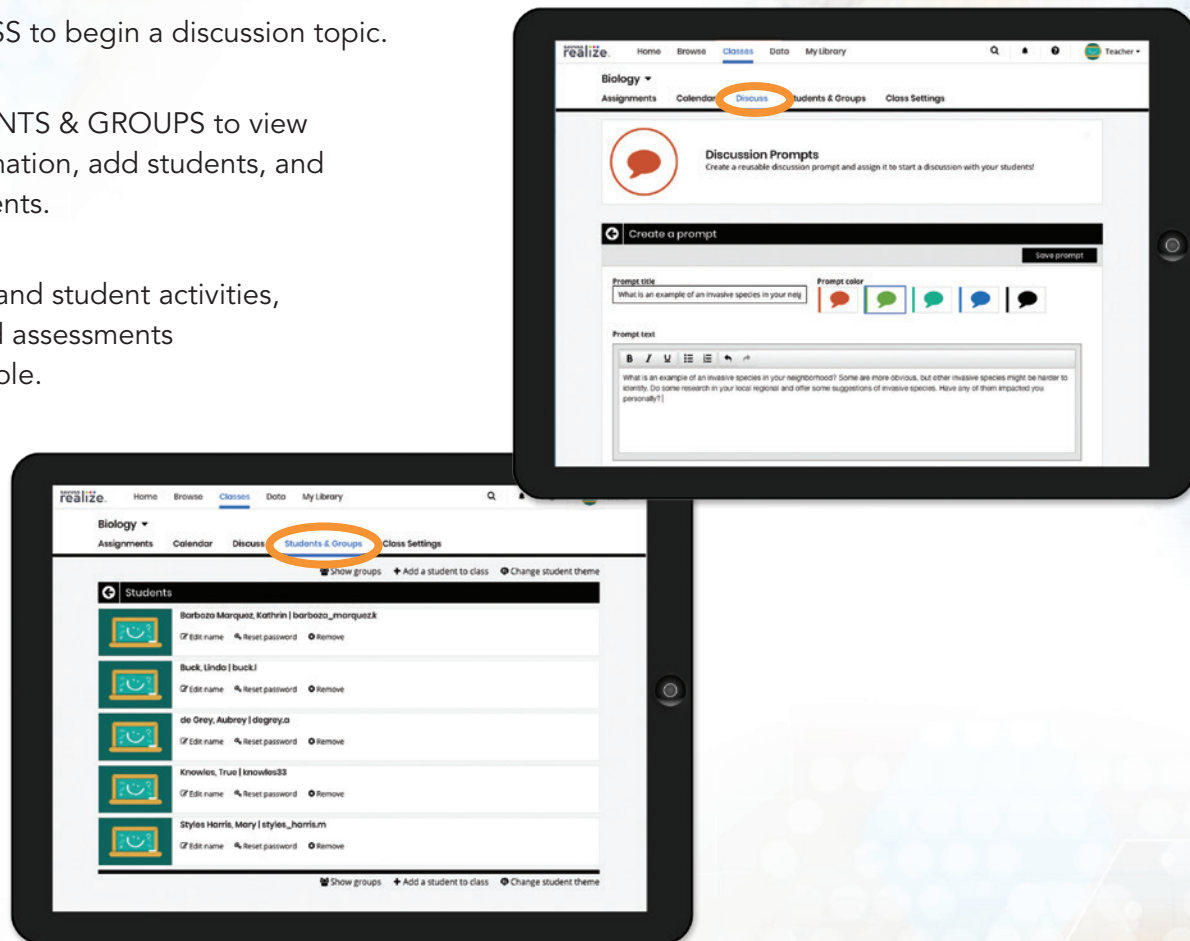 SS to begin a discussion topic.
NTS & GROUPS to view
nation, add students, and
ents.
and student activities,
d assessments
ble.
realize.
Home Browse Classes Data My Library
Teacher
Biology
Assignments Calendar Discuss tudents & Groups Class Settings
Discussion Prompts
Create a reusable discussion prompt and assign it to start a discussion with your students!
Create a prompt
Save prompt
Prompt title Prompt color
What is an example of an invasive species in your neig
Prompt text
B I U
What is an example of an invasive species in your neighborhood? Some are more obvious, but other invasive species might be harder to
identify. Do some research in your local regional and offer some suggestions of invasive species. Have any of them impacted you
personally?
realize.
Home Browse Classes Data My Library
Biology
Assignments Calendar Discuss Students & Groups Class Settings
Show groups + Add a student to class Change student theme
Students
Barboza Marquez, Kathrin | barboza_marquez.k
Edit name Reset password Remove
Buck, Linda | buck.l
Edit name Reset password Remove
de Grey, Aubrey | degrey.a
Edit name Reset password Remove
Knowles, True | knowles33
Edit name Reset password Remove
Styles Harris, Mary | styles_harris.m
Edit name Reset password Remove
Show groups + Add a student to class Change student theme